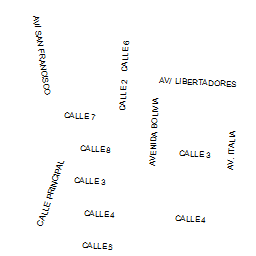 AV/ SAN FRANCISCO
CALLE 6
CALLE 2
AV/ LIBERTADORES
CALLE 7
AVENIDA BOLIVIA
AV. ITALIA
CALLE 8
CALLE 3
CALLE PRINCIPAL
CALLE 3
CALLE 4
CALLE 4
CALLE 5